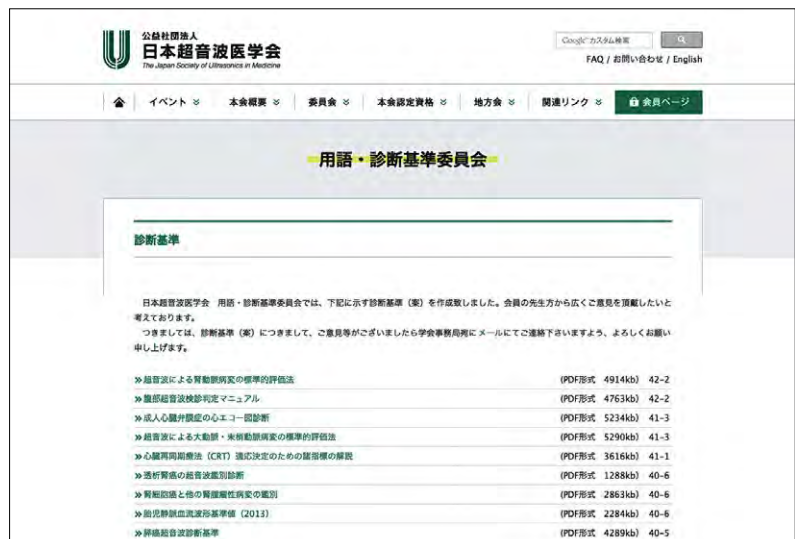 公益社団法人
日本超音波医学会
The Japan Society of Ultrasonics in Medicine
Google カスタム検索
FAQ / お問い合わせ / English
イベント 本会概要 委員会 本会認定資格 地方会 関連リンク 会員ページ
用語・診断基準委員会
診断基準
日本超音波医学会 用語・診断基準委員会では、下記に示す診断基準（案）を作成致しました。会員の先生方から広くご意見を頂戴したいと
考えております。
つきましては、診断基準（案）につきまして、ご意見等がございましたら学会事務局宛にメールにてご連絡下さいますよう、よろしくお願い
申し上げます。
≫超音波による腎動脈病変の標準的評価法 (PDF形式 4914kb) 42-2
≫腹部超音波検診判定マニュアル (PDF形式 4763kb) 42-2
≫成人心臓弁膜症の心エコー図診断 (PDF形式 5234kb) 41-3
≫超音波による大動脈・末梢動脈病変の標準的評価法 (PDF形式 5290kb) 41-3
≫心臓再同期療法（CRT）適応決定のための諸指標の解説 (PDF形式 3616kb) 41-1
≫透析腎癌の超音波鑑別診断 (PDF形式 1288kb) 40-6
≫腎細胞癌と他の腎腫瘤性病変の鑑別 (PDF形式 2863kb) 40-6
≫胎児静脈血流波形基準値（2013） (PDF形式 2284kb) 40-6
≫膵癌超音波診断基準 (PDF形式 4289kb) 40-5